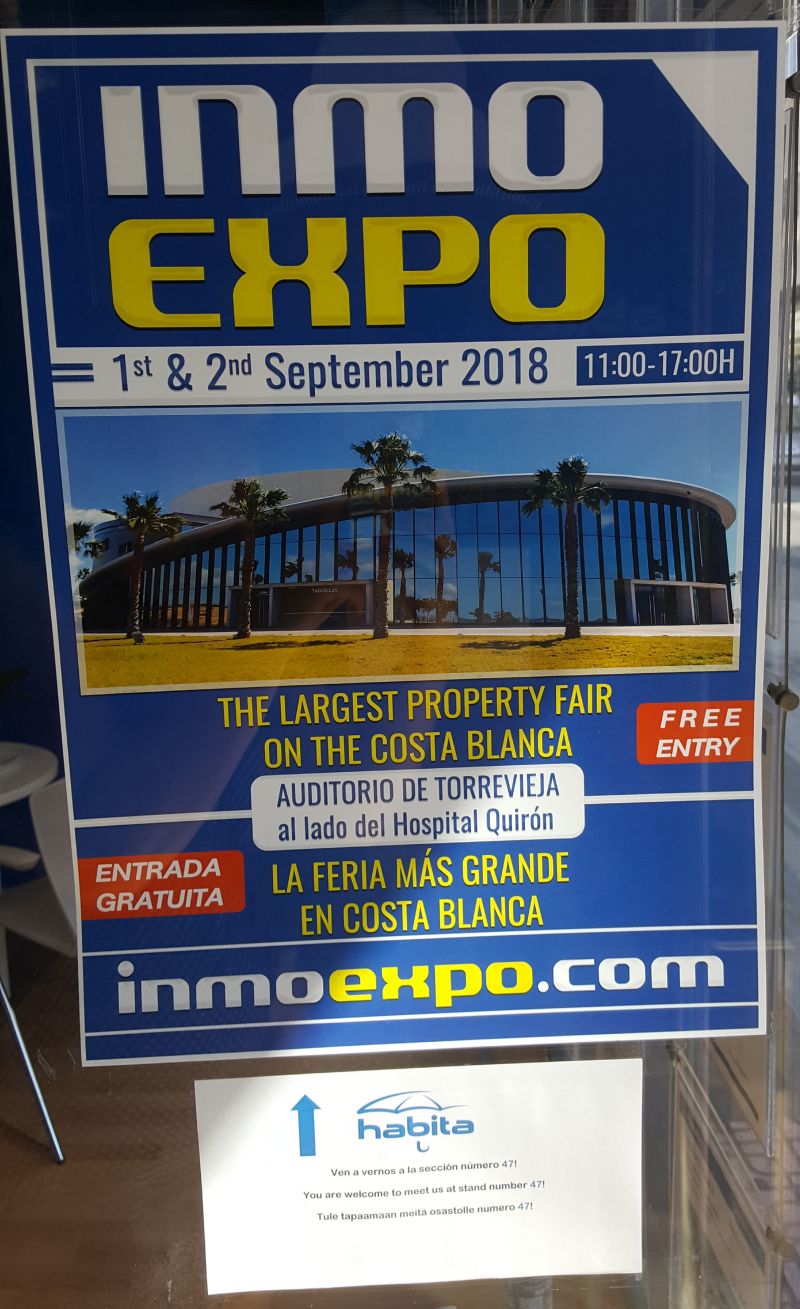 INMO
EXPO
1st & 2nd September 2018 11:00-17:00H
TAQUILLAS
THE LARGEST PROPERTY FAIR
ON THE COSTA BLANCA
FREE
ENTRY
AUDITORIO DE TORREVIEJA
al lado del Hospital Quirón
ENTRADA
GRATUITA
LA FERIA MÁS GRANDE
EN COSTA BLANCA
inmoexpo.com
habita
Ven a vernos a la sección número 47!
You are welcome to meet us at stand number 47!
Tule tapaamaan meitä osastolle numero 47!